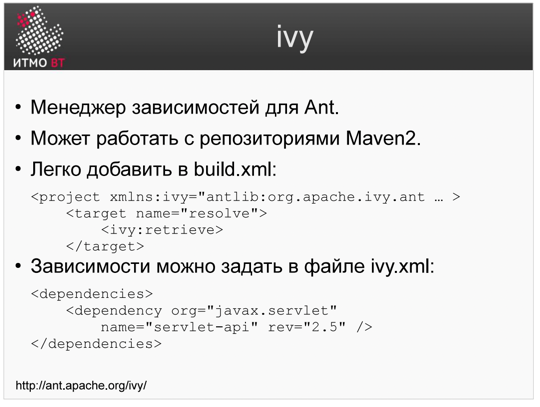 ivy
ИТМО ВТ
• Менеджер зависимостей для Ant.
• Может работать с репозиториями Maven2.
• Легко добавить в build.xml:
<project xmlns:ivy="antlib:org.apache.ivy.ant … >
    <target name="resolve">
        <ivy:retrieve>
    </target>
• Зависимости можно задать в файле ivy.xml:
<dependencies>
    <dependency org="javax.servlet"
        name="servlet-api" rev="2.5" />
</dependencies>
http://ant.apache.org/ivy/